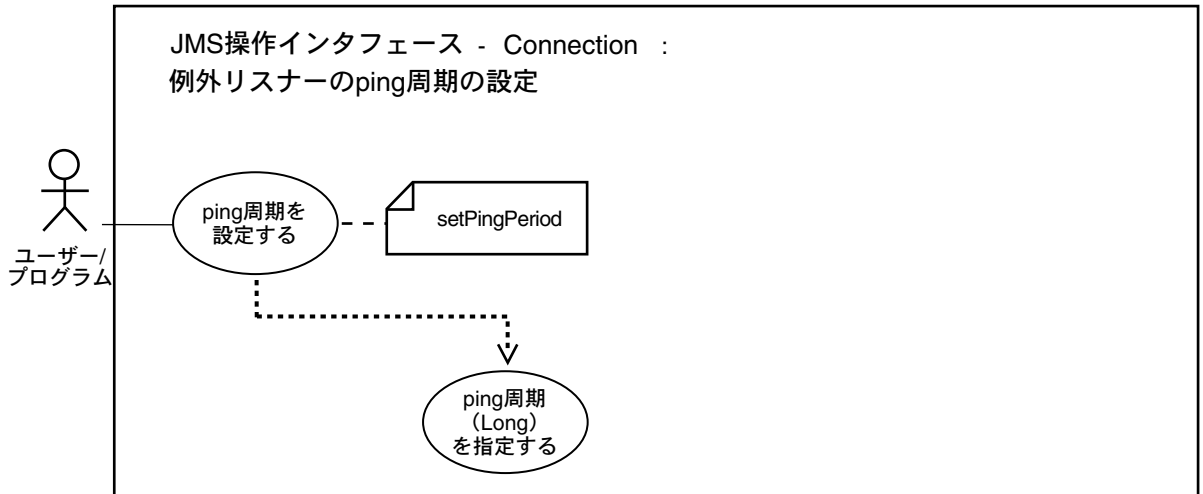 JMS操作インタフェース - Connection :
例外リスナーのping周期の設定
ping周期を
設定する
setPingPeriod
ユーザー/
プログラム
ping周期
（Long）
を指定する